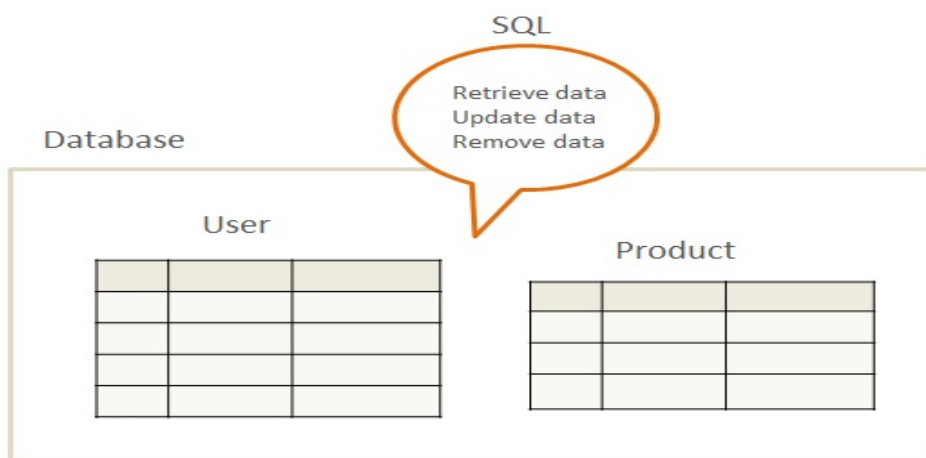 SQL
Retrieve data
Update data
Remove data
Database
User
Product